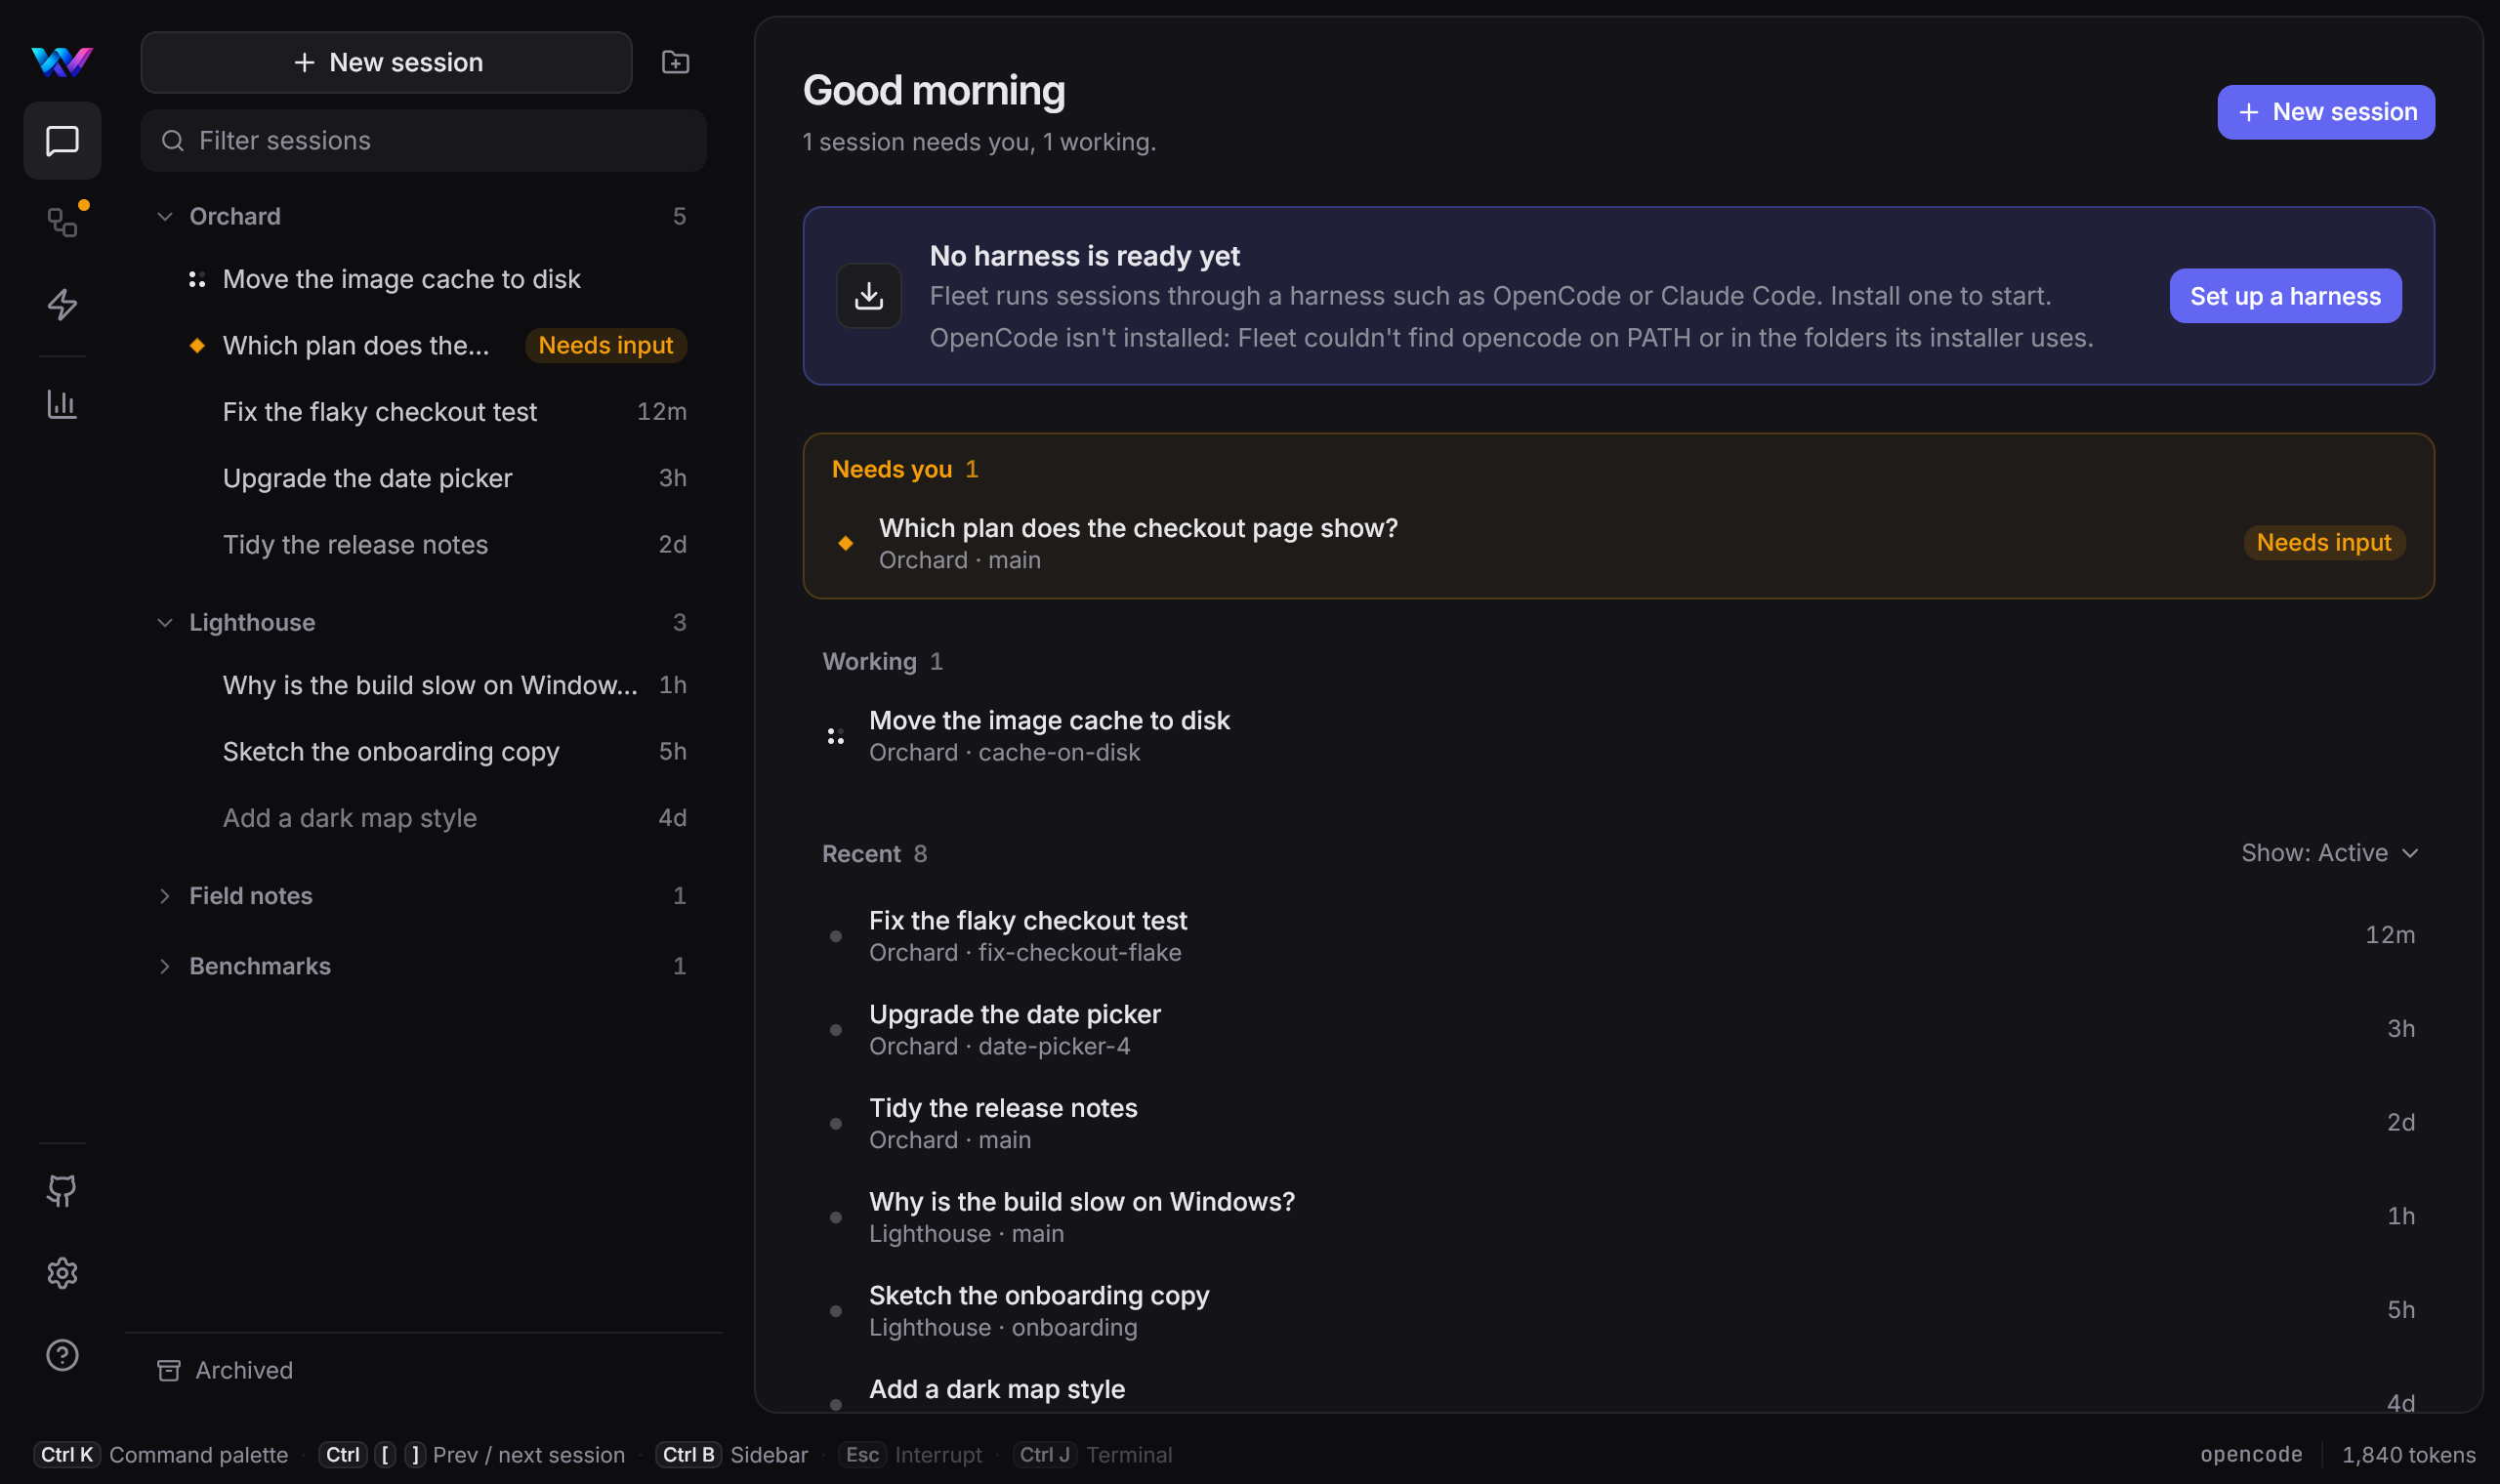 New session
Filter sessions
Orchard 5
Move the image cache to disk
Which plan does the... Needs input
Fix the flaky checkout test 12m
Upgrade the date picker 3h
Tidy the release notes 2d
Lighthouse 3
Why is the build slow on Window... 1h
Sketch the onboarding copy 5h
Add a dark map style 4d
Field notes 1
Benchmarks 1
Archived
Good morning
1 session needs you, 1 working.
New session
No harness is ready yet
Fleet runs sessions through a harness such as OpenCode or Claude Code. Install one to start.
OpenCode isn't installed: Fleet couldn't find opencode on PATH or in the folders its installer uses.
Set up a harness
Needs you 1
Which plan does the checkout page show?
Orchard · main
Needs input
Working 1
Move the image cache to disk
Orchard · cache-on-disk
Recent 8
Show: Active
Fix the flaky checkout test
Orchard · fix-checkout-flake
12m
Upgrade the date picker
Orchard · date-picker-4
3h
Tidy the release notes
Orchard · main
2d
Why is the build slow on Windows?
Lighthouse · main
1h
Sketch the onboarding copy
Lighthouse · onboarding
5h
Add a dark map style
4d
Ctrl K Command palette · Ctrl [ ] Prev / next session · Ctrl B Sidebar · Esc Interrupt · Ctrl J Terminal
opencode 1,840 tokens